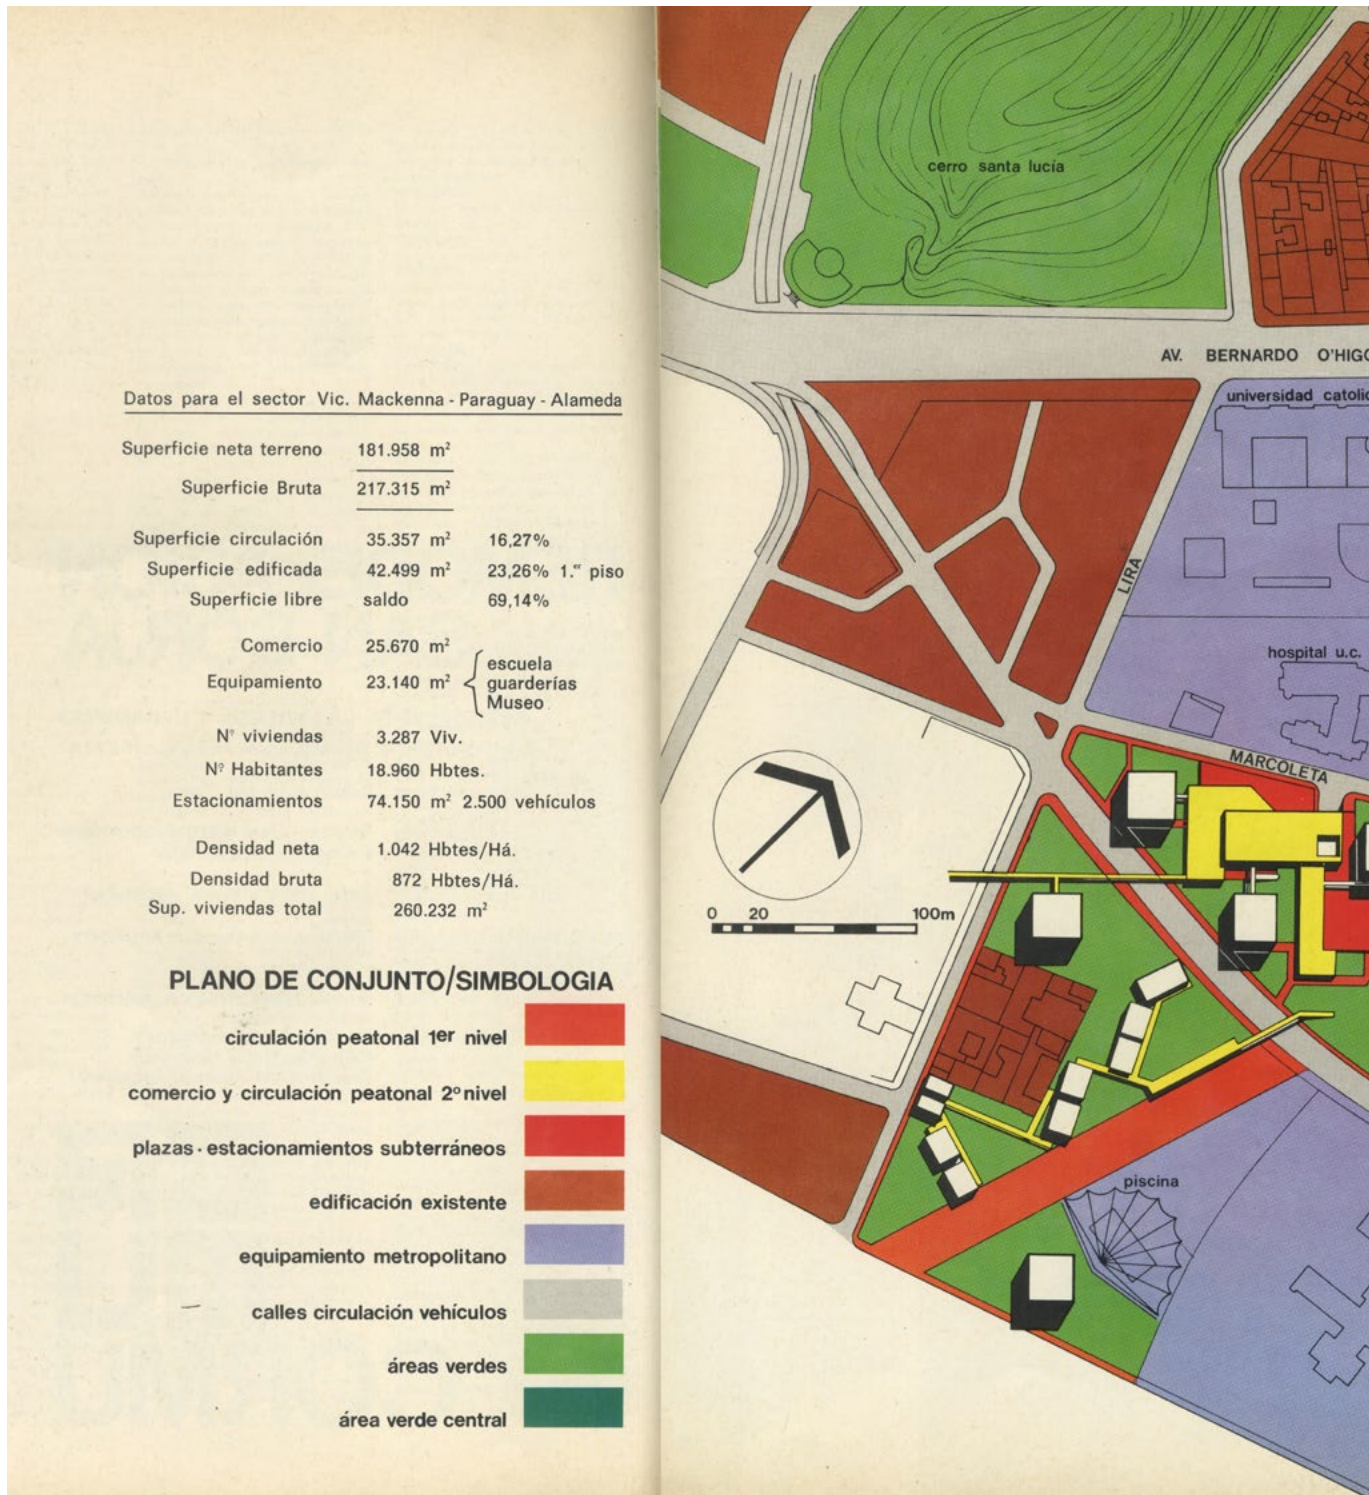 Datos para el sector Vic. Mackenna - Paraguay - Alameda
Superficie neta terreno 181.958 m²
Superficie Bruta 217.315 m²
Superficie circulación 35.357 m² 16,27%
Superficie edificada 42.499 m² 23,26% 1.er piso
Superficie libre saldo 69,14%
Comercio 25.670 m²
Equipamiento 23.140 m² { escuela
guarderías
Museo
N° viviendas 3.287 Viv.
Nº Habitantes 18.960 Hbtes.
Estacionamientos 74.150 m² 2.500 vehículos
Densidad neta 1.042 Hbtes/Há.
Densidad bruta 872 Hbtes/Há.
Sup. viviendas total 260.232 m²
PLANO DE CONJUNTO/SIMBOLOGIA
circulación peatonal 1er nivel
comercio y circulación peatonal 2º nivel
plazas - estacionamientos subterráneos
edificación existente
equipamiento metropolitano
calles circulación vehículos
áreas verdes
área verde central
cerro santa lucía
AV. BERNARDO O'HIGG
universidad catolic
LIRA
hospital u.c.
MARCOLETA
0 20 100m
piscina